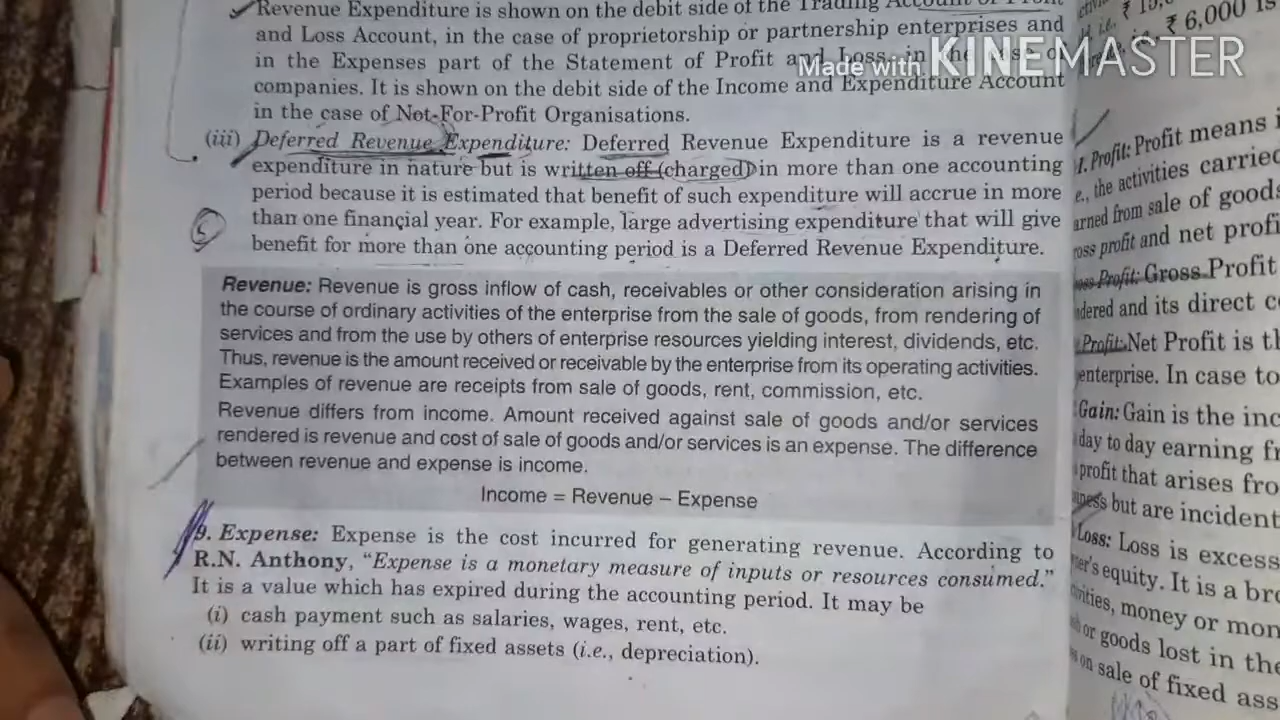 Revenue Expenditure is shown on the debit side of the Trading Account or Profit
and Loss Account, in the case of proprietorship or partnership enterprises and
in the Expenses part of the Statement of Profit and Loss, in
companies. It is shown on the debit side of the Income and Expenditure Account
in the case of Not-For-Profit Organisations.
(iii) Deferred Revenue Expenditure: Deferred Revenue Expenditure is a revenue
expenditure in nature but is written off (charged) in more than one accounting
period because it is estimated that benefit of such expenditure will accrue in more
than one financial year. For example, large advertising expenditure that will give
benefit for more than one accounting period is a Deferred Revenue Expenditure.
Revenue: Revenue is gross inflow of cash, receivables or other consideration arising in
the course of ordinary activities of the enterprise from the sale of goods, from rendering of
services and from the use by others of enterprise resources yielding interest, dividends, etc.
Thus, revenue is the amount received or receivable by the enterprise from its operating activities.
Examples of revenue are receipts from sale of goods, rent, commission, etc.
Revenue differs from income. Amount received against sale of goods and/or services
rendered is revenue and cost of sale of goods and/or services is an expense. The difference
between revenue and expense is income.
Income = Revenue – Expense
9. Expense: Expense is the cost incurred for generating revenue. According to
R.N. Anthony, "Expense is a monetary measure of inputs or resources consumed."
It is a value which has expired during the accounting period. It may be
(i) cash payment such as salaries, wages, rent, etc.
(ii) writing off a part of fixed assets (i.e., depreciation).
Made with KINEMASTER
₹ 6,000 is
1. Profit: Profit means
the activities carried
from sale of goods
profit and net profi
Profit: Gross Profit
and its direct c
Profit: Net Profit is th
enterprise. In case to
Gain: Gain is the inc
day to day earning fr
profit that arises fro
but are incident
Loss: Loss is excess
equity. It is a bro
money or mon
or goods lost in the
on sale of fixed ass